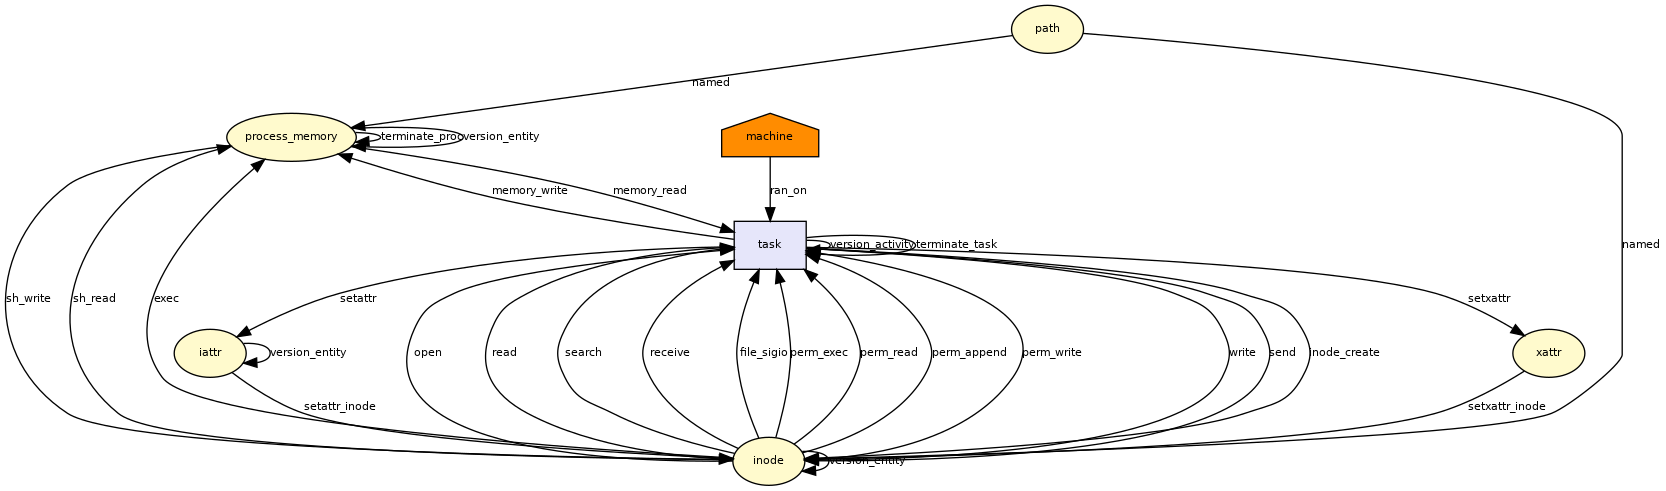 path
named
process_memory
terminate_proc
version_entity
machine
memory_write
memory_read
ran_on
task
version_activity
terminate_task
named
sh_write
sh_read
exec
setattr
setxattr
iattr
version_entity
open
read
search
receive
file_sigio
perm_exec
perm_read
perm_append
perm_write
write
send
inode_create
xattr
setattr_inode
setxattr_inode
inode
version_entity